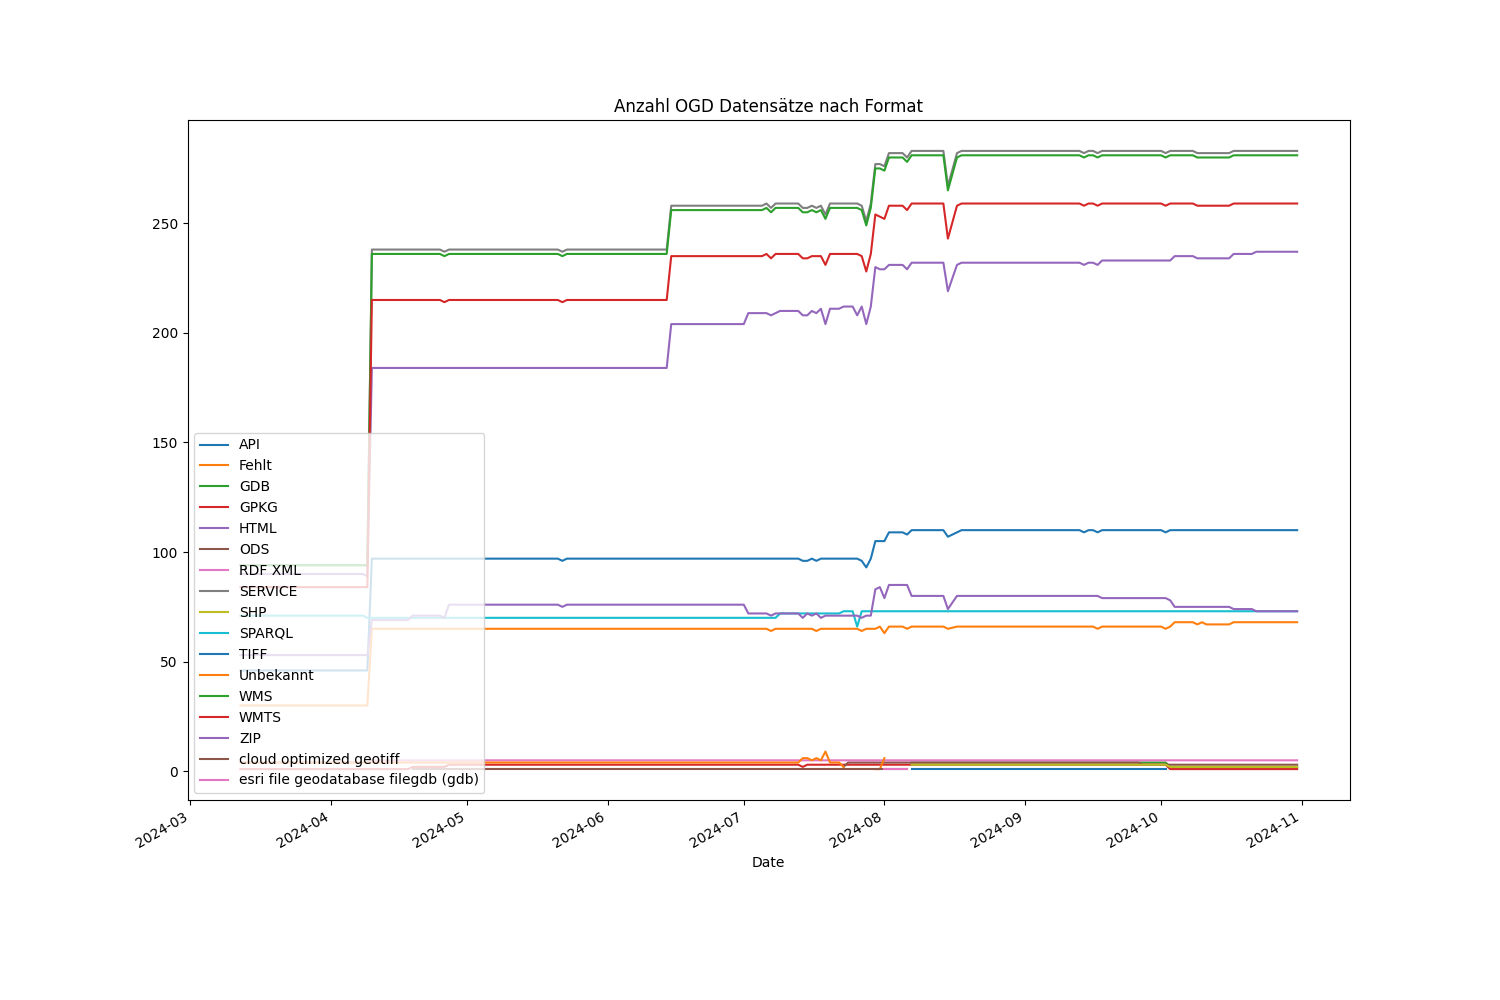 Anzahl OGD Datensätze nach Format
250
200
150
100
50
0
API
Fehlt
GDB
GPKG
HTML
ODS
RDF XML
SERVICE
SHP
SPARQL
TIFF
Unbekannt
WMS
WMTS
ZIP
cloud optimized geotiff
esri file geodatabase filegdb (gdb)
2024-03
2024-04
2024-05
2024-06
2024-07
2024-08
2024-09
2024-10
2024-11
Date